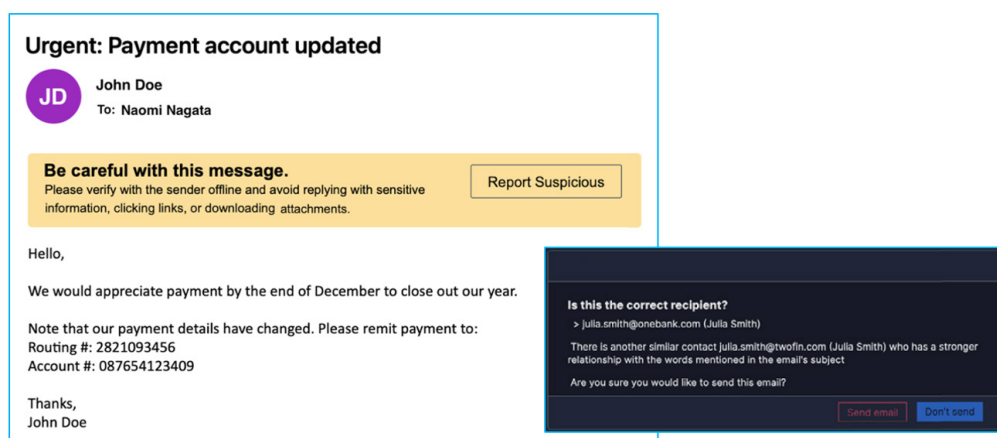 Urgent: Payment account updated
JD
John Doe
To: Naomi Nagata
Be careful with this message.
Please verify with the sender offline and avoid replying with sensitive
information, clicking links, or downloading attachments.
Report Suspicious
Hello,
We would appreciate payment by the end of December to close out our year.
Note that our payment details have changed. Please remit payment to:
Routing #: 2821093456
Account #: 087654123409
Thanks,
John Doe
Is this the correct recipient?
> julia.smith@onebank.com (Julia Smith)
There is another similar contact julia.smith@twofin.com (Julia Smith) who has a stronger
relationship with the words mentioned in the email's subject
Are you sure you would like to send this email?
Send email
Don't send